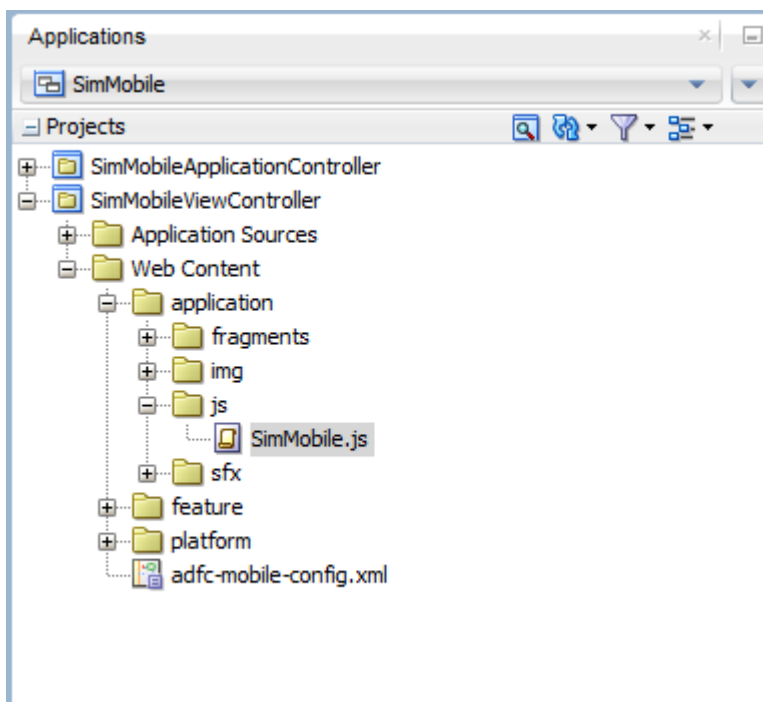 Applications
SimMobile
Projects
SimMobileApplicationController
SimMobileViewController
Application Sources
Web Content
application
fragments
img
js
SimMobile.js
sfx
feature
platform
adfc-mobile-config.xml